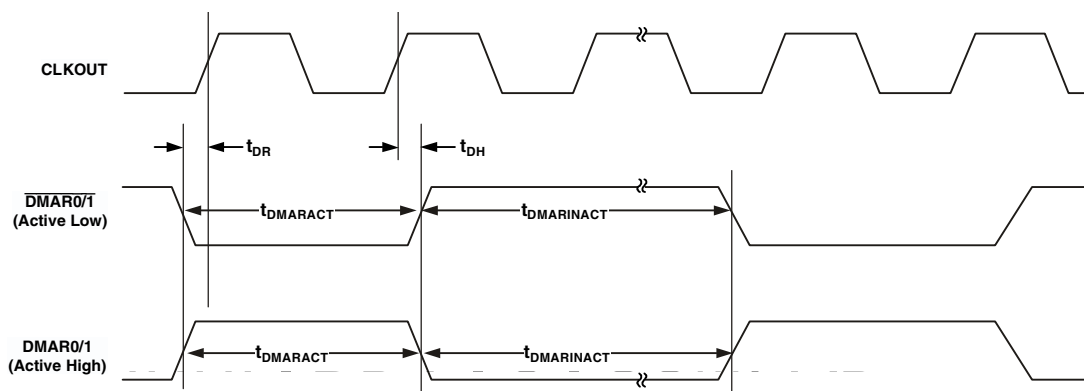 CLKOUT
tDR
tDH
DMAR0/1
(Active Low)
tDMARACT
tDMARINACT
DMAR0/1
(Active High)
tDMARACT
tDMARINACT